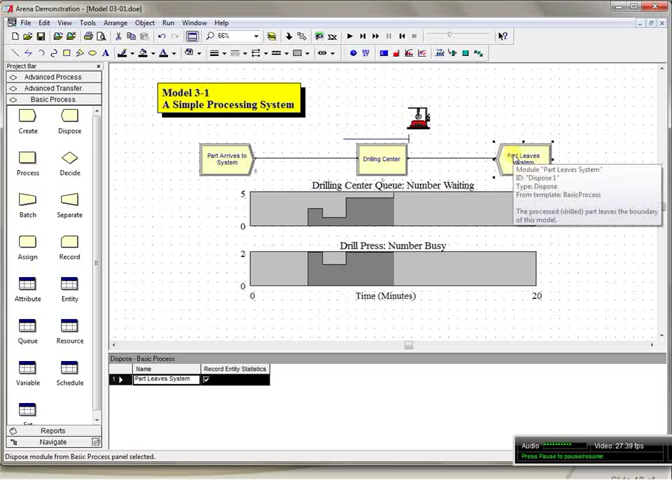 Arena Demonstration - [Model 03-01.doe]
File Edit View Tools Arrange Object Run Window Help
66%
Project Bar
Advanced Process
Advanced Transfer
Basic Process
Create Dispose
Process Decide
Batch Separate
Assign Record
Attribute Entity
Queue Resource
Variable Schedule
Set
Reports
Navigate
Model 3-1
A Simple Processing System
Part Arrives to
System
Drilling Center
Part Leaves
System
Module "Part Leaves System"
ID: "Dispose 1"
Type: Dispose
From template: BasicProcess
The processed (drilled) part leaves the boundary
of this model.
Drilling Center Queue; Number Waiting
5
0
Drill Press: Number Busy
2
0
0 Time (Minutes) 20
Dispose - Basic Process
Name Record Entity Statistics
1 Part Leaves System
Dispose module from Basic Process panel selected.
Audio Video: 27.39 fps
Press Pause to pause/resume